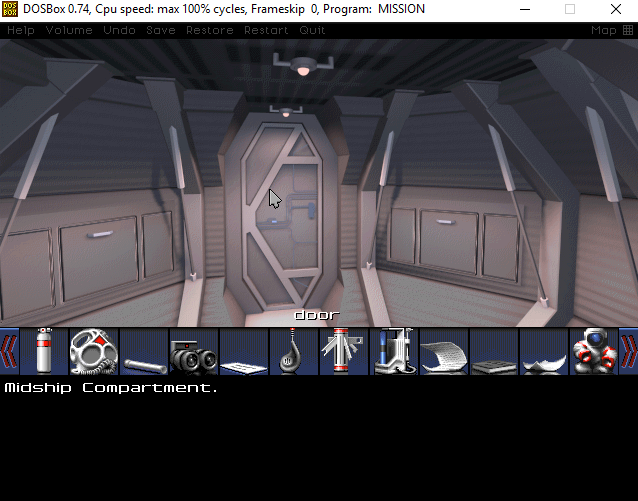 DOSBox 0.74, Cpu speed: max 100% cycles, Frameskip 0, Program: MISSION
Help Volume Undo Save Restore Restart Quit Map
door
Midship Compartment.